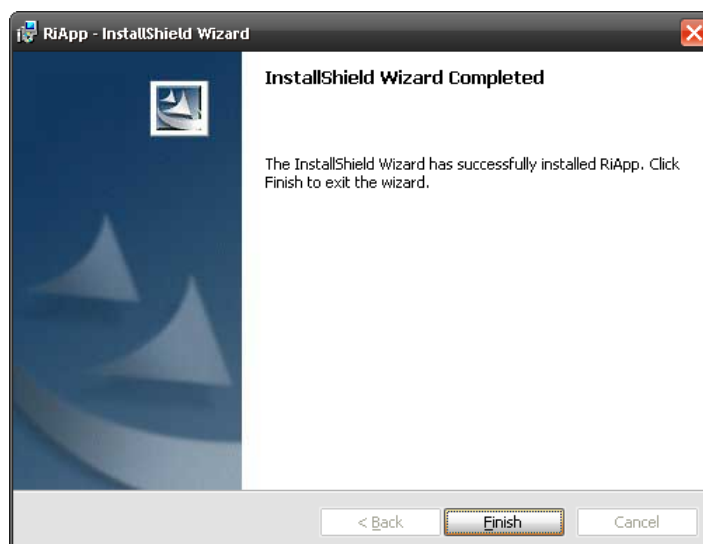 RiApp - InstallShield Wizard
InstallShield Wizard Completed
The InstallShield Wizard has successfully installed RiApp. Click
Finish to exit the wizard.
< Back
Finish
Cancel